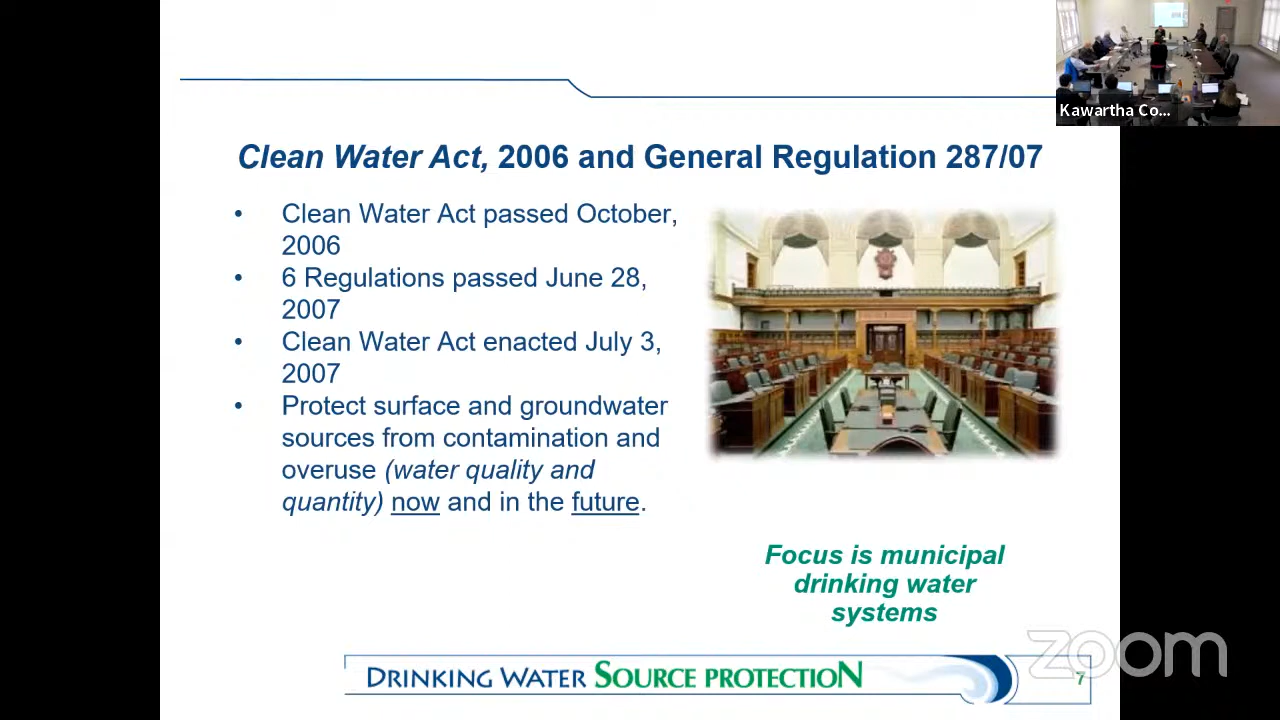 Kawartha Co...
Clean Water Act, 2006 and General Regulation 287/07
• Clean Water Act passed October,
2006
• 6 Regulations passed June 28,
2007
• Clean Water Act enacted July 3,
2007
• Protect surface and groundwater
sources from contamination and
overuse (water quality and
quantity) now and in the future.
Focus is municipal
drinking water
systems
DRINKING WATER SOURCE PROTECTION
7
zoom